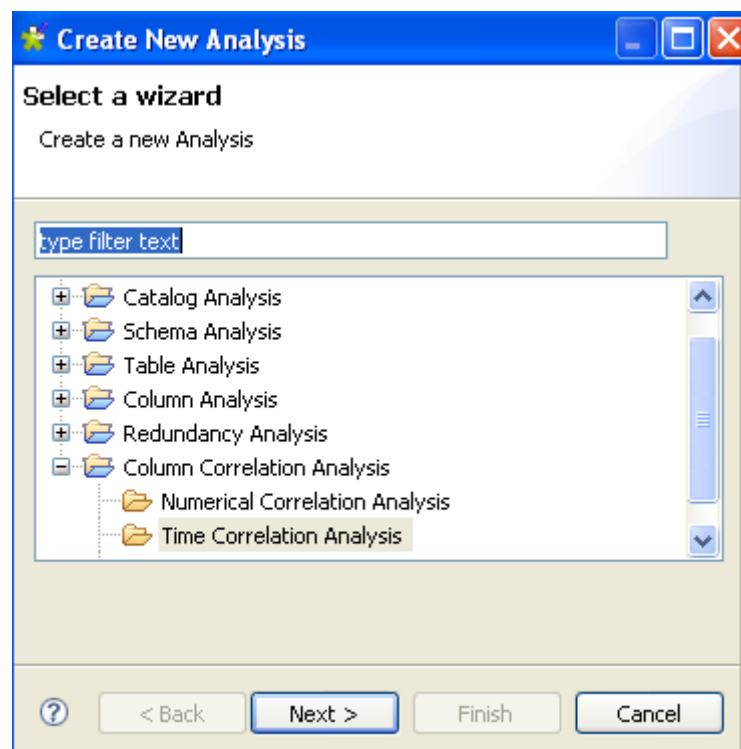 Create New Analysis
Select a wizard
Create a new Analysis
type filter text
Catalog Analysis
Schema Analysis
Table Analysis
Column Analysis
Redundancy Analysis
Column Correlation Analysis
Numerical Correlation Analysis
Time Correlation Analysis
? < Back Next > Finish Cancel